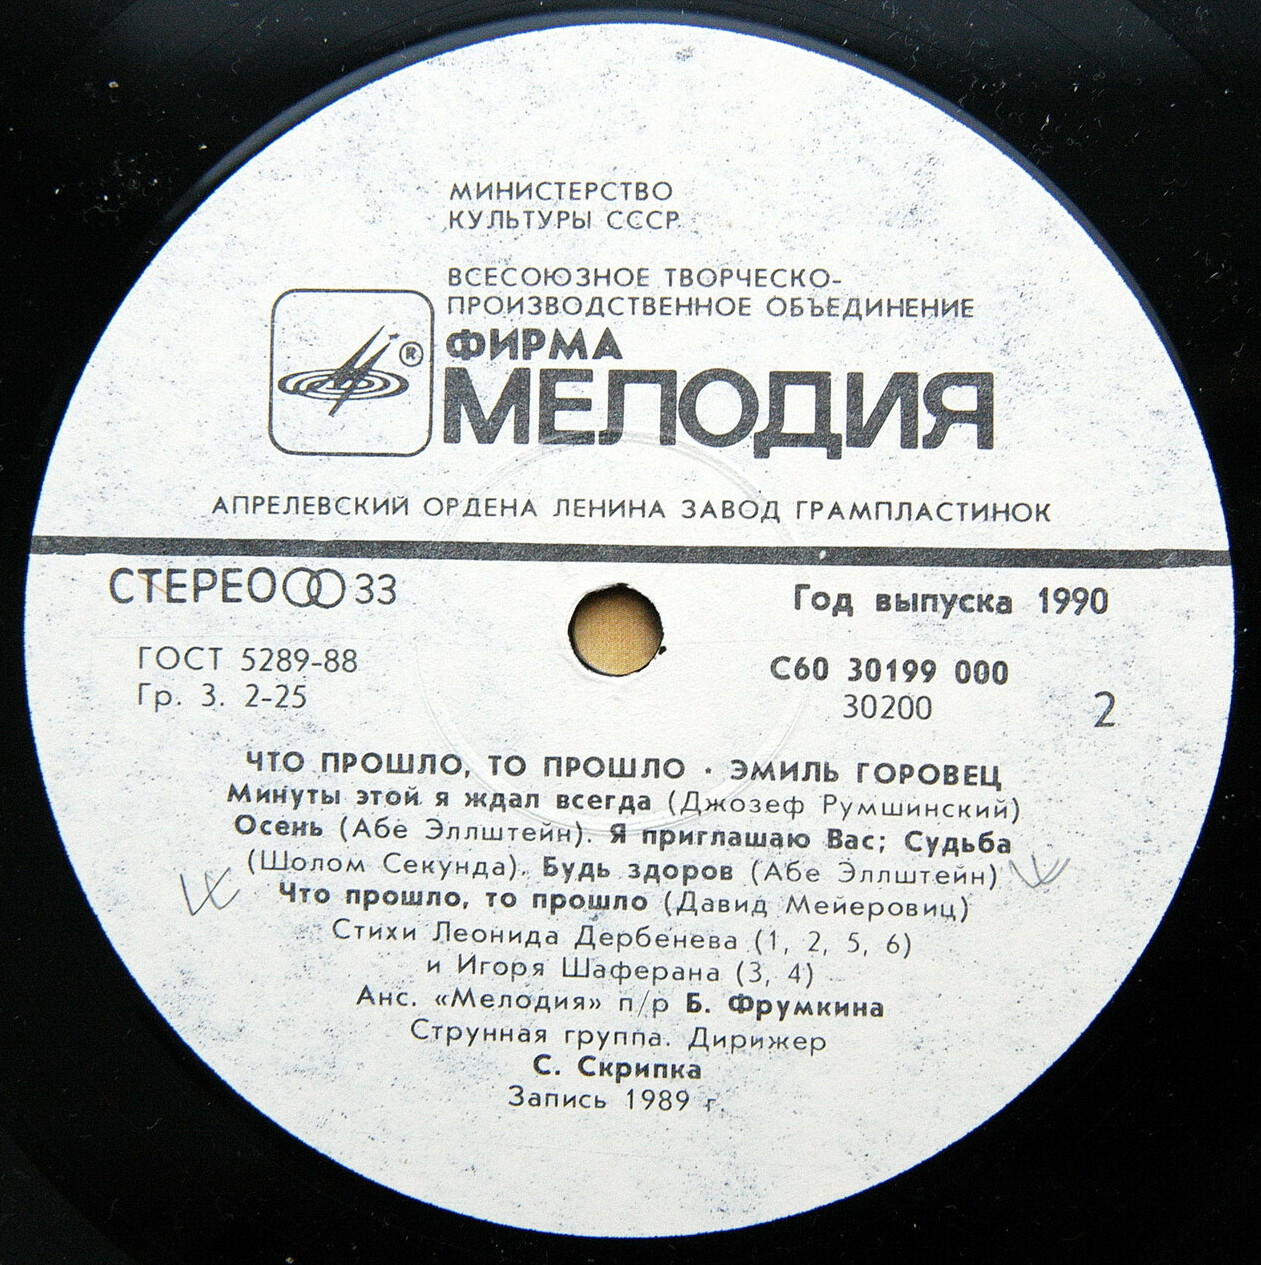 МИНИСТЕРСТВО
КУЛЬТУРЫ СССР
ВСЕСОЮЗНОЕ ТВОРЧЕСКО-
ПРОИЗВОДСТВЕННОЕ ОБЪЕДИНЕНИЕ
ФИРМА
®
МЕЛОДИЯ
АПРЕЛЕВСКИЙ ОРДЕНА ЛЕНИНА ЗАВОД ГРАМПЛАСТИНОК
СТЕРЕО 33
Год выпуска 1990
ГОСТ 5289-88
Гр. 3. 2-25
С60 30199 000
30200
2
ЧТО ПРОШЛО, ТО ПРОШЛО · ЭМИЛЬ ГОРОВЕЦ
Минуты этой я ждал всегда (Джозеф Румшинский)
Осень (Абе Эллштейн). Я приглашаю Вас; Судьба
(Шолом Секунда). Будь здоров (Абе Эллштейн)
Что прошло, то прошло (Давид Мейеровиц)
Стихи Леонида Дербенева (1, 2, 5, 6)
и Игоря Шаферана (3, 4)
Анс. «Мелодия» п/р Б. Фрумкина
Струнная группа. Дирижер
С. Скрипка
Запись 1989 г.